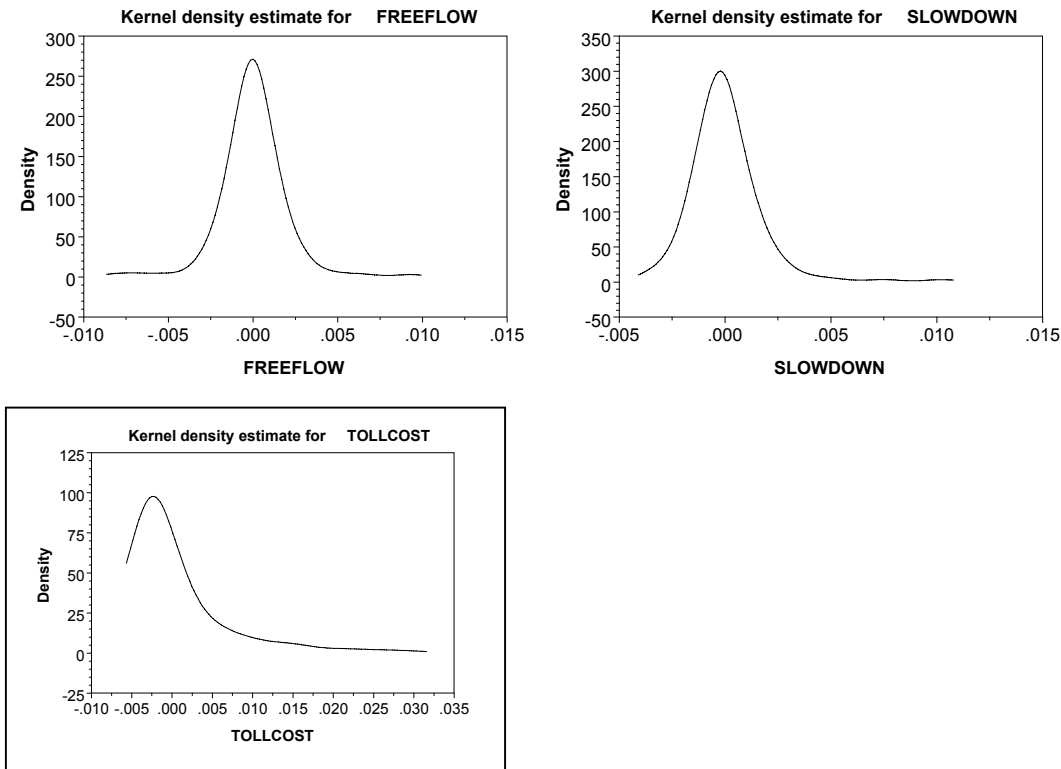 Kernel density estimate for FREEFLOW
300
250
200
150
100
50
0
-50
Density
-.010 -.005 .000 .005 .010 .015
FREEFLOW
Kernel density estimate for SLOWDOWN
350
300
250
200
150
100
50
0
-50
Density
-.005 .000 .005 .010 .015
SLOWDOWN
Kernel density estimate for TOLLCOST
125
100
75
50
25
0
-25
Density
-.010 -.005 .000 .005 .010 .015 .020 .025 .030 .035
TOLLCOST